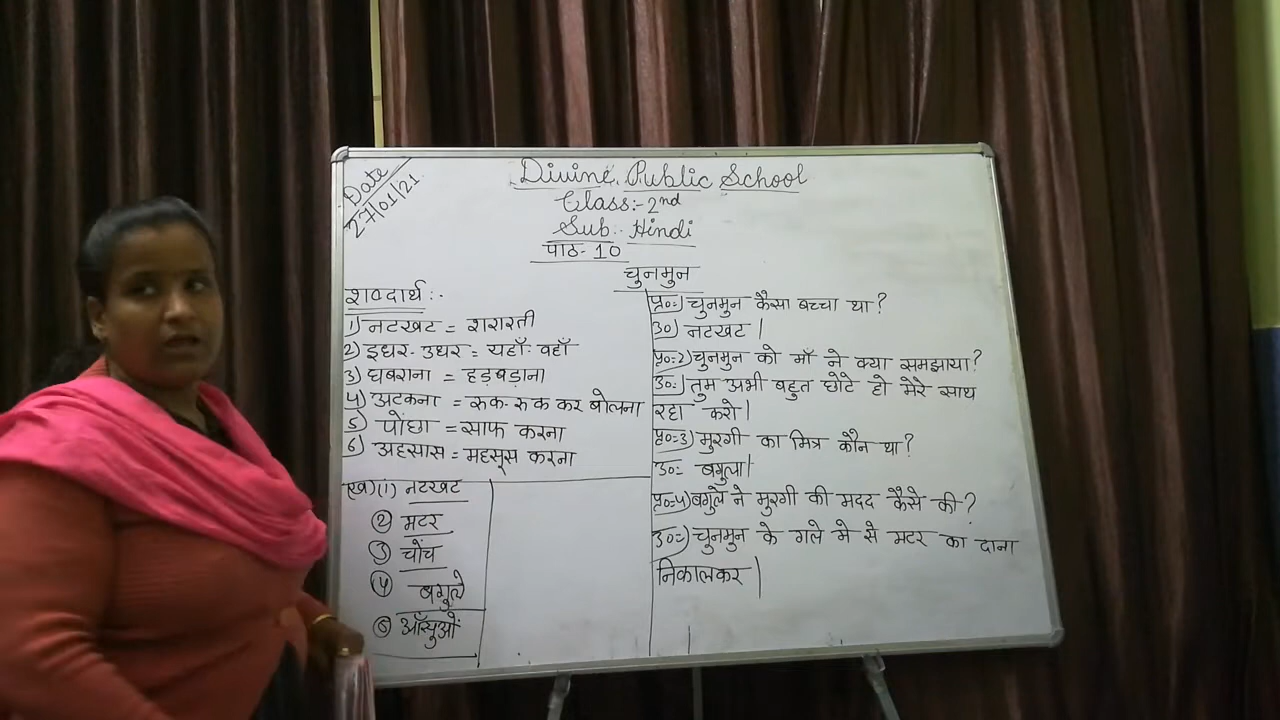 Date
27/01/21
Divine Public School
Class:- 2nd
Sub:- Hindi
पाठ- 10
चुनमुन
शब्दार्थ:-
1) नटखट = शरारती
2) इधर-उधर = यहाँ-वहाँ
3) घबराना = हड़बड़ाना
4) अटकना = रुक-रुक कर बोलना
5) पोंछा = साफ करना
6) अहसास = महसूस करना
(ख)(1) नटखट
② मटर
③ चोंच
④ बगुले
⑤ आँसुओं
प्र०=1) चुनमुन कैसा बच्चा था?
उ०) नटखट |
प्र०=2) चुनमुन को माँ ने क्या समझाया?
उ०=) तुम अभी बहुत छोटे हो मेरे साथ
रहा करो |
प्र०=3) मुरगी का मित्र कौन था?
उ०= बगुला|
प्र०=4) बगुले ने मुरगी की मदद कैसे की?
उ०=) चुनमुन के गले मे से मटर का दाना
निकालकर |